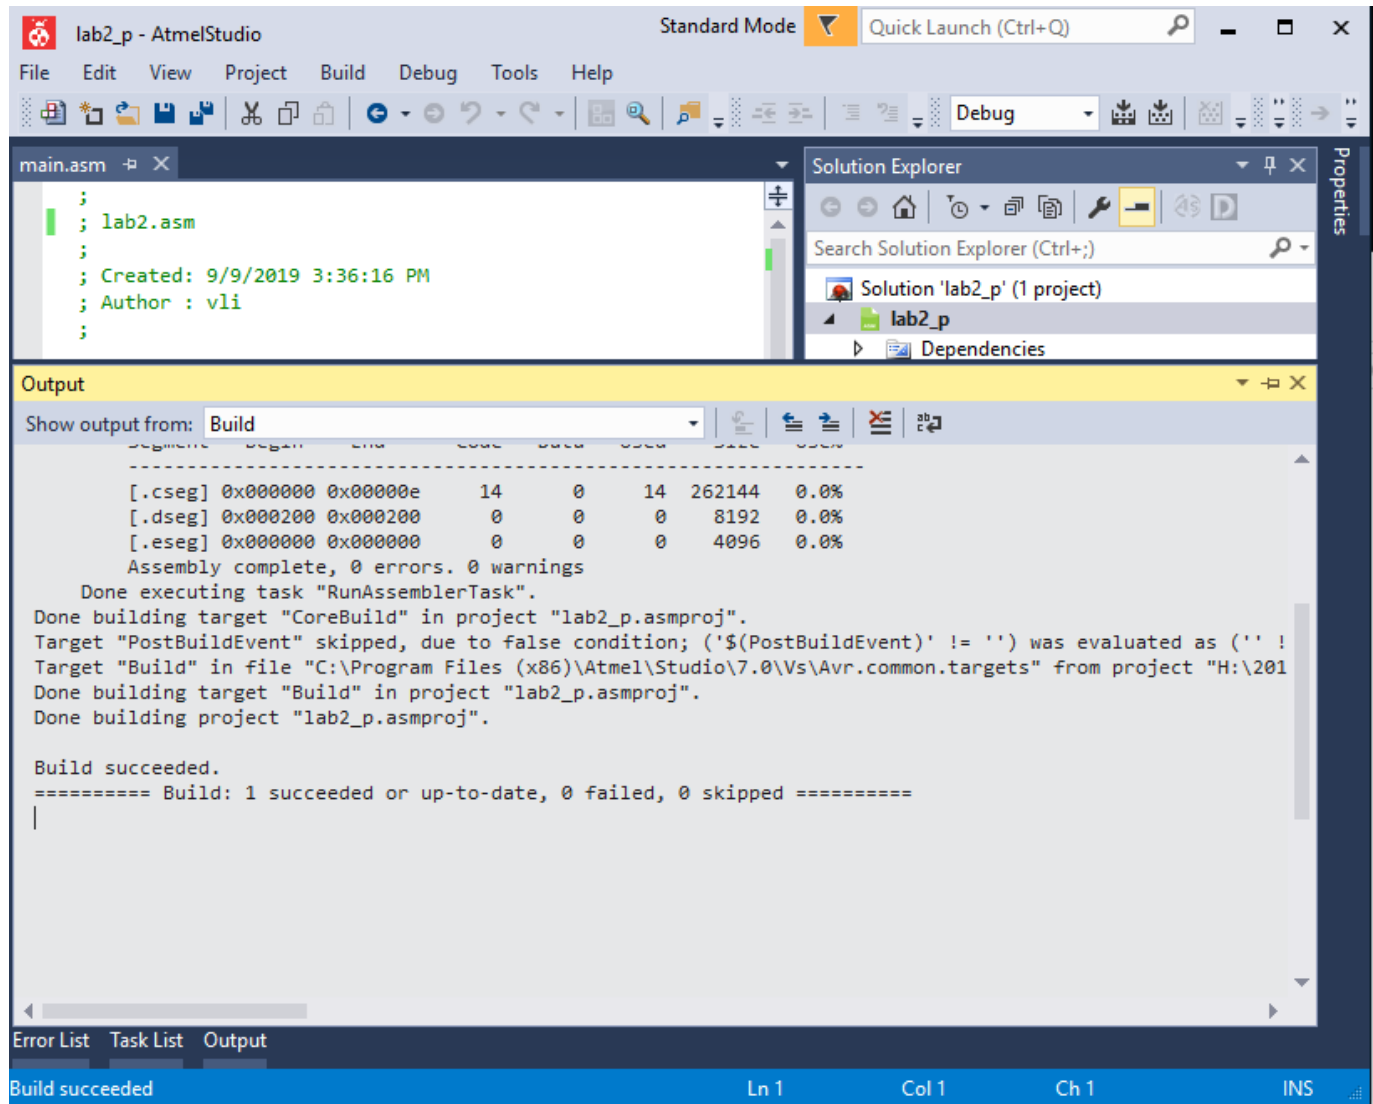 lab2_p - AtmelStudio
Standard Mode
Quick Launch (Ctrl+Q)
File Edit View Project Build Debug Tools Help
Debug
main.asm
;
; lab2.asm
;
; Created: 9/9/2019 3:36:16 PM
; Author : vli
;
Solution Explorer
Search Solution Explorer (Ctrl+;)
Solution 'lab2_p' (1 project)
lab2_p
Dependencies
Properties
Output
Show output from: Build
Segment Begin End Code Data Used Size Use%
---------------------------------------------------------------
[.cseg] 0x000000 0x00000e 14 0 14 262144 0.0%
[.dseg] 0x000200 0x000200 0 0 0 8192 0.0%
[.eseg] 0x000000 0x000000 0 0 0 4096 0.0%
Assembly complete, 0 errors. 0 warnings
Done executing task "RunAssemblerTask".
Done building target "CoreBuild" in project "lab2_p.asmproj".
Target "PostBuildEvent" skipped, due to false condition; ('$(PostBuildEvent)' != '') was evaluated as ('' !
Target "Build" in file "C:\Program Files (x86)\Atmel\Studio\7.0\Vs\Avr.common.targets" from project "H:\201
Done building target "Build" in project "lab2_p.asmproj".
Done building project "lab2_p.asmproj".
Build succeeded.
========== Build: 1 succeeded or up-to-date, 0 failed, 0 skipped ==========
Error List Task List Output
Build succeeded
Ln 1 Col 1 Ch 1 INS